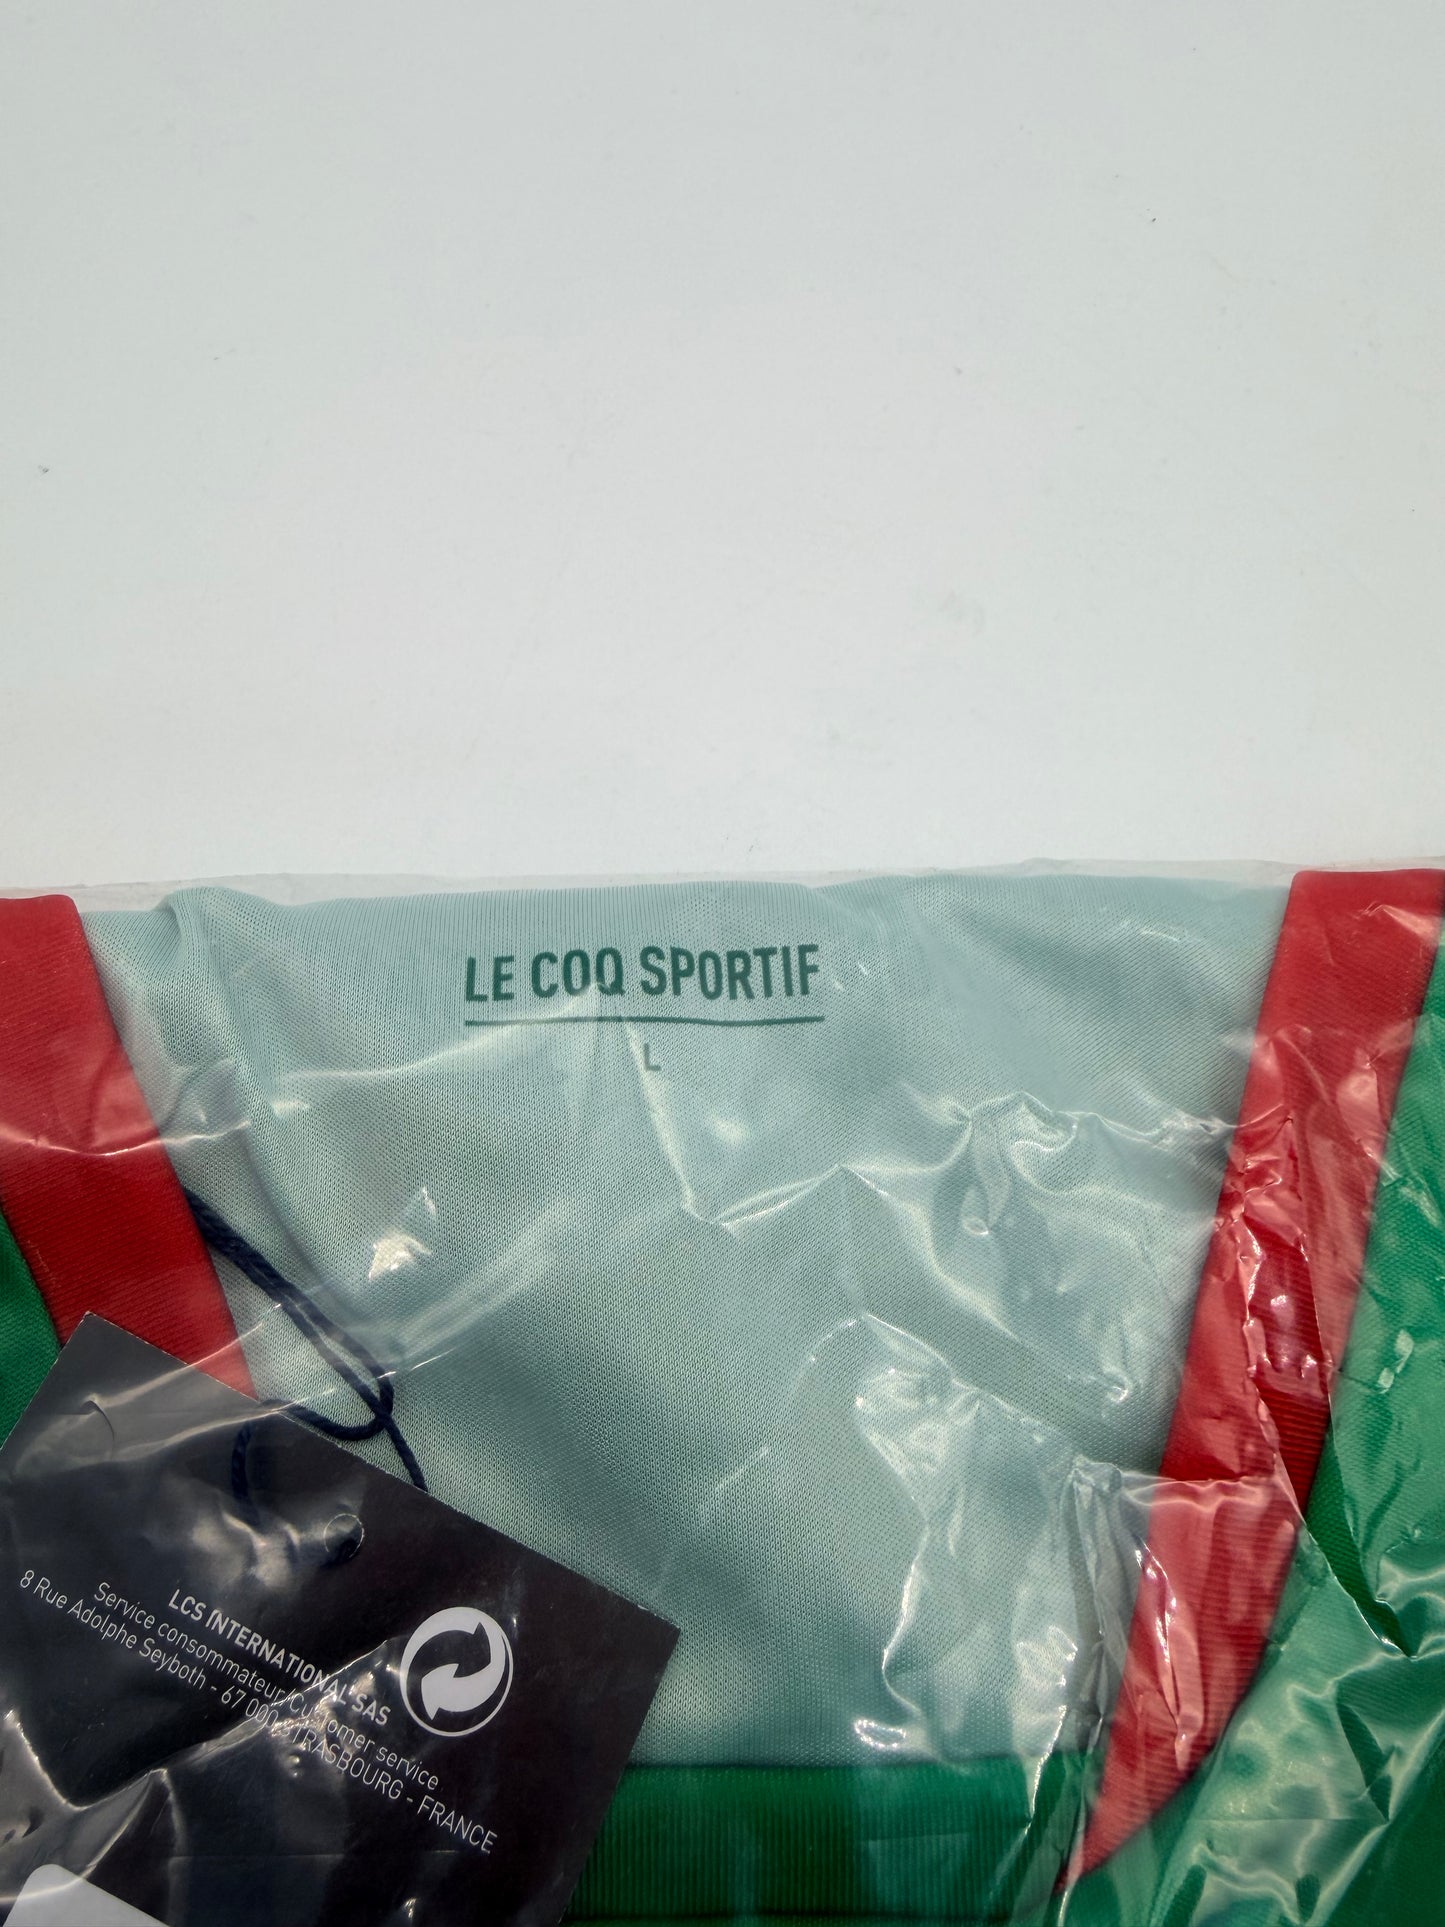 LE COQ SPORTIF
L
LCS INTERNATIONAL SAS
Service consommateur/Customer service
8 Rue Adolphe Seyboth - 67 000 STRASBOURG - FRANCE